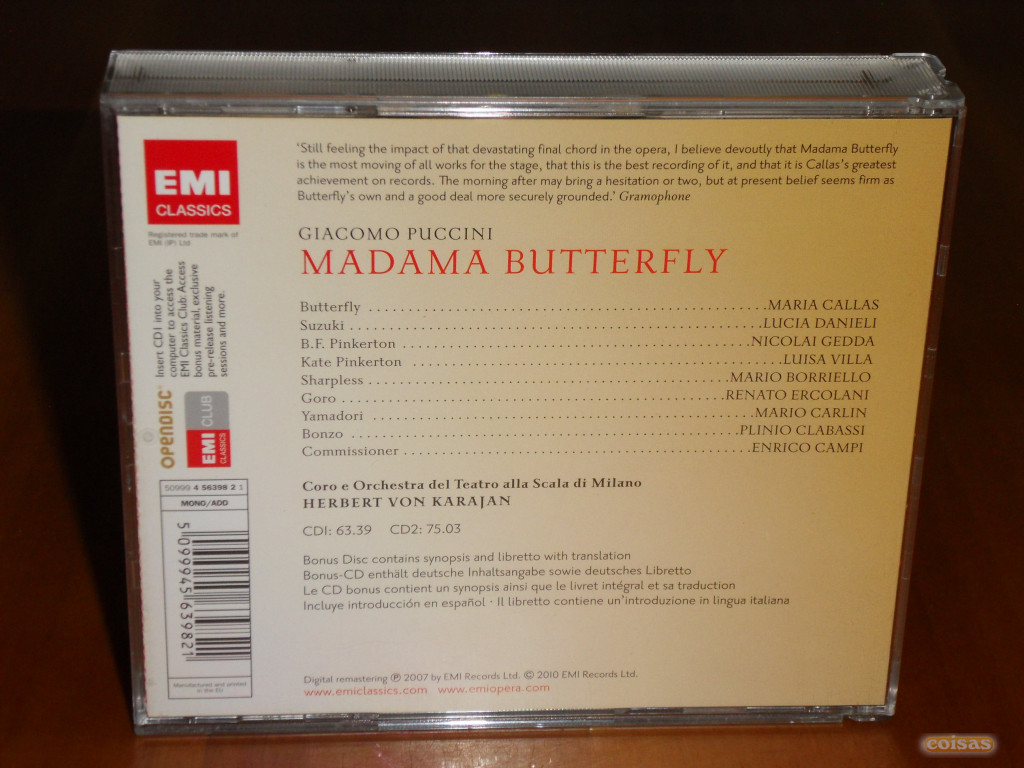 'Still feeling the impact of that devastating final chord in the opera, I believe devoutly that Madama Butterfly
is the most moving of all works for the stage, that this is the best recording of it, and that it is Callas's greatest
achievement on records. The morning after may bring a hesitation or two, but at present belief seems firm as
Butterfly's own and a good deal more securely grounded.' Gramophone
EMI
CLASSICS
Registered trade mark of
EMI (IP) Ltd
GIACOMO PUCCINI
MADAMA BUTTERFLY
Butterfly ........ MARIA CALLAS
Suzuki ........ LUCIA DANIELI
B.F. Pinkerton ........ NICOLAI GEDDA
Kate Pinkerton ........ LUISA VILLA
Sharpless ........ MARIO BORRIELLO
Goro ........ RENATO ERCOLANI
Yamadori ........ MARIO CARLIN
Bonzo ........ PLINIO CLABASSI
Commissioner ........ ENRICO CAMPI
Coro e Orchestra del Teatro alla Scala di Milano
HERBERT VON KARAJAN
CD1: 63.39 CD2: 75.03
Bonus Disc contains synopsis and libretto with translation
Bonus-CD enthält deutsche Inhaltsangabe sowie deutsches Libretto
Le CD bonus contient un synopsis ainsi que le livret intégral et sa traduction
Incluye introducción en español · Il libretto contiene un'introduzione in lingua italiana
Digital remastering ℗ 2007 by EMI Records Ltd. © 2010 EMI Records Ltd.
www.emiclassics.com www.emiopera.com
Insert CD1 into your
computer to access the
EMI Classics Club: Access
bonus material, exclusive
pre-release listening
sessions and more.
OPENDISC
EMI CLUB
CLASSICS
50999 4 56398 2 1
MONO/ADD
5 099945 639821
Manufactured and printed
in the EU
coisas